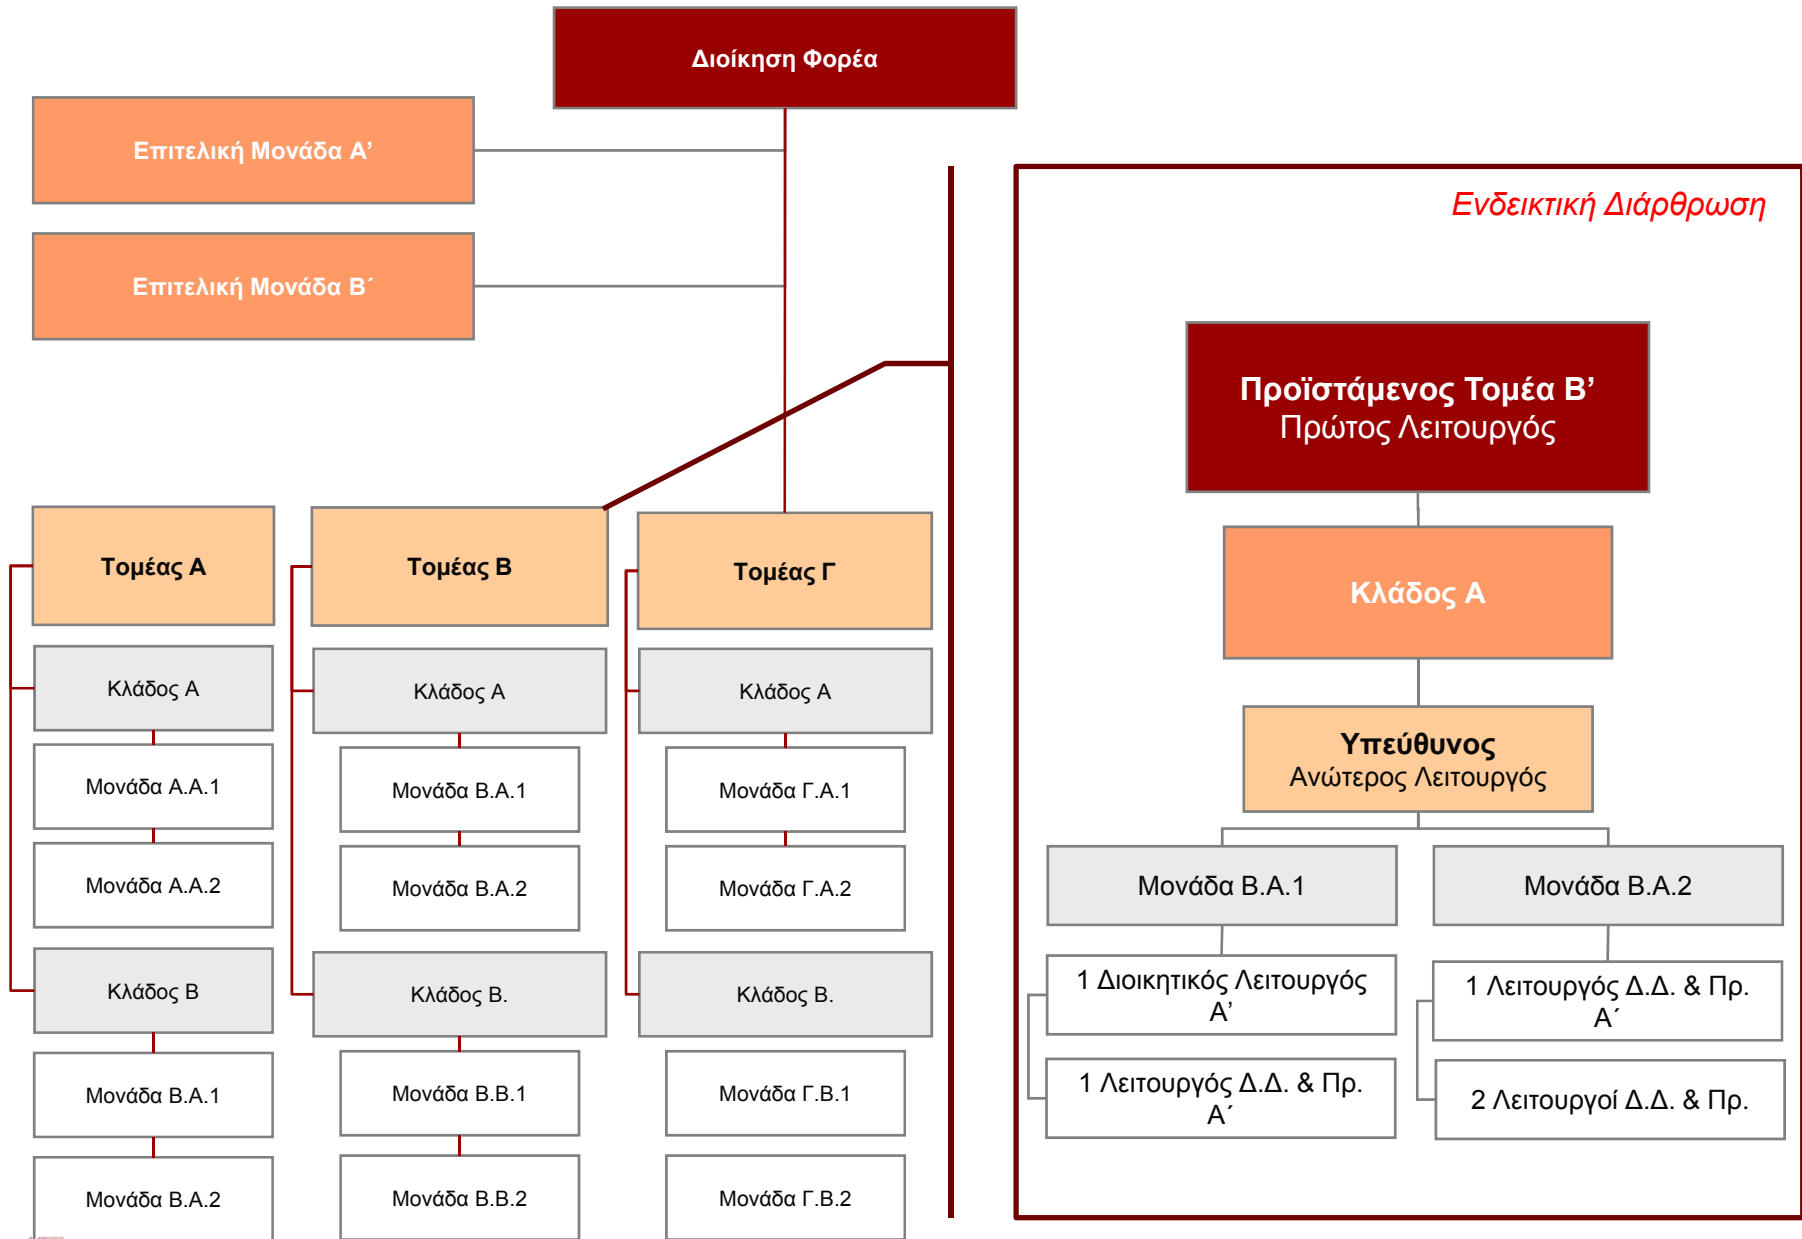 Διοίκηση Φορέα
Επιτελική Μονάδα Α’
Επιτελική Μονάδα Β΄
Τομέας Α
Κλάδος Α
Μονάδα Α.Α.1
Μονάδα Α.Α.2
Κλάδος Β
Μονάδα Β.Α.1
Μονάδα Β.Α.2
Τομέας Β
Κλάδος Α
Μονάδα Β.Α.1
Μονάδα Β.Α.2
Κλάδος Β.
Μονάδα Β.Β.1
Μονάδα Β.Β.2
Τομέας Γ
Κλάδος Α
Μονάδα Γ.Α.1
Μονάδα Γ.Α.2
Κλάδος Β.
Μονάδα Γ.Β.1
Μονάδα Γ.Β.2
Ενδεικτική Διάρθρωση
Προϊστάμενος Τομέα Β’
Πρώτος Λειτουργός
Κλάδος Α
Υπεύθυνος
Ανώτερος Λειτουργός
Μονάδα Β.Α.1
1 Διοικητικός Λειτουργός
Α’
1 Λειτουργός Δ.Δ. & Πρ.
Α΄
Μονάδα Β.Α.2
1 Λειτουργός Δ.Δ. & Πρ.
Α΄
2 Λειτουργοί Δ.Δ. & Πρ.